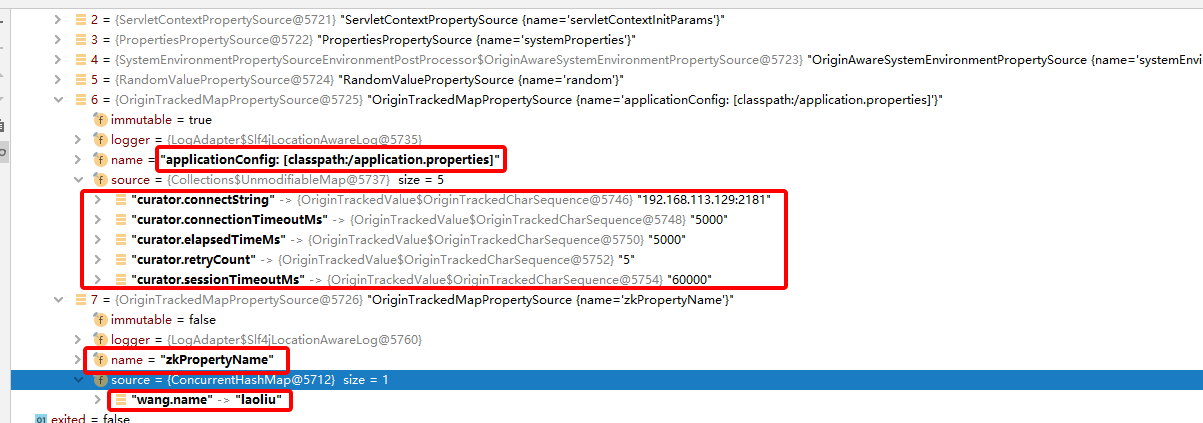 2 = {ServletContextPropertySource@5721} "ServletContextPropertySource {name='servletContextInitParams'}"
3 = {PropertiesPropertySource@5722} "PropertiesPropertySource {name='systemProperties'}"
4 = {SystemEnvironmentPropertySourceEnvironmentPostProcessor$OriginAwareSystemEnvironmentPropertySource@5723} "OriginAwareSystemEnvironmentPropertySource {name='systemEnvi
5 = {RandomValuePropertySource@5724} "RandomValuePropertySource {name='random'}"
6 = {OriginTrackedMapPropertySource@5725} "OriginTrackedMapPropertySource {name='applicationConfig: [classpath:/application.properties]'}"
f immutable = true
f logger = {LogAdapter$Slf4jLocationAwareLog@5735}
f name = "applicationConfig: [classpath:/application.properties]"
f source = {Collections$UnmodifiableMap@5737} size = 5
"curator.connectString" -> {OriginTrackedValue$OriginTrackedCharSequence@5746} "192.168.113.129:2181"
"curator.connectionTimeoutMs" -> {OriginTrackedValue$OriginTrackedCharSequence@5748} "5000"
"curator.elapsedTimeMs" -> {OriginTrackedValue$OriginTrackedCharSequence@5750} "5000"
"curator.retryCount" -> {OriginTrackedValue$OriginTrackedCharSequence@5752} "5"
"curator.sessionTimeoutMs" -> {OriginTrackedValue$OriginTrackedCharSequence@5754} "60000"
7 = {OriginTrackedMapPropertySource@5726} "OriginTrackedMapPropertySource {name='zkPropertyName'}"
f immutable = false
f logger = {LogAdapter$Slf4jLocationAwareLog@5760}
f name = "zkPropertyName"
source = {ConcurrentHashMap@5712} size = 1
"wang.name" -> "laoliu"
01 exited = false